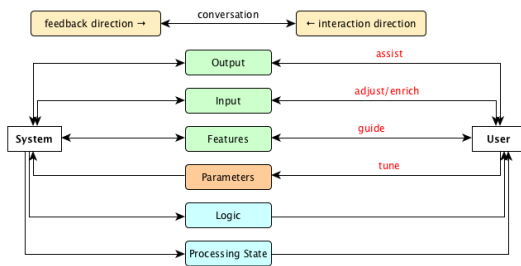 feedback direction →
conversation
← interaction direction
Output
assist
Input
adjust/enrich
System
Features
guide
User
Parameters
tune
Logic
Processing State